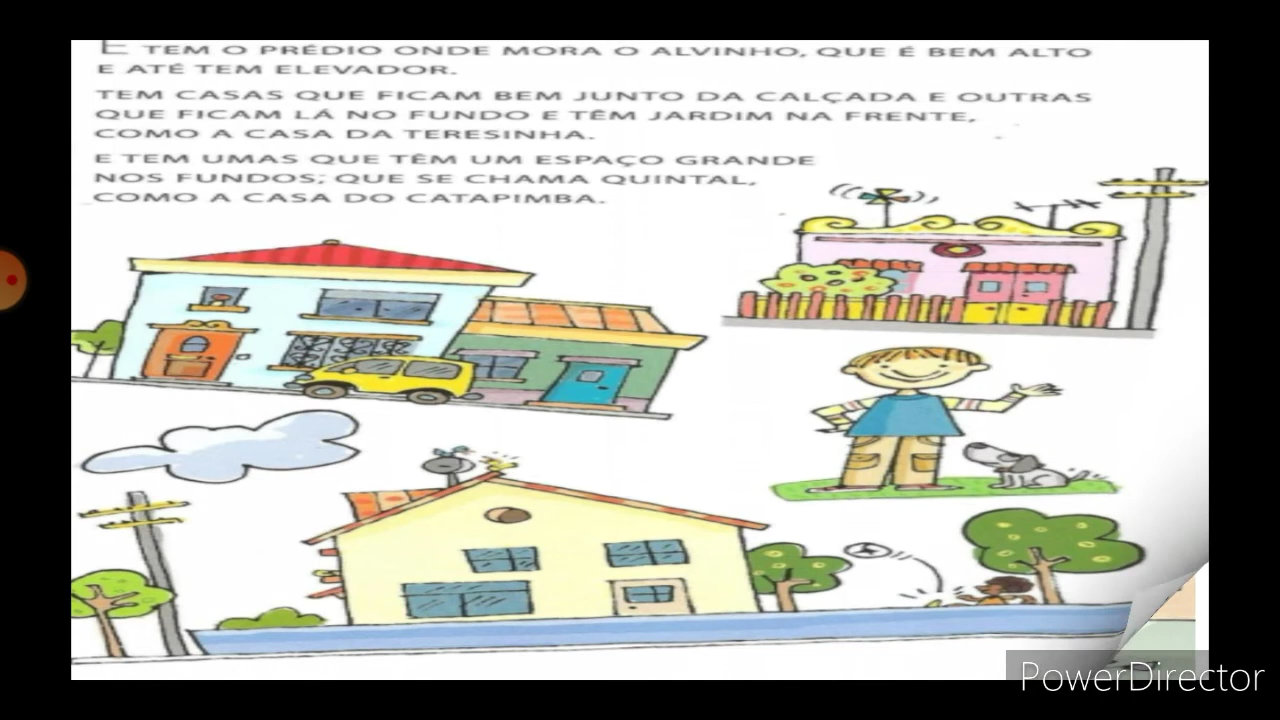 E TEM O PRÉDIO ONDE MORA O ALVINHO, QUE É BEM ALTO
E ATÉ TEM ELEVADOR.
TEM CASAS QUE FICAM BEM JUNTO DA CALÇADA E OUTRAS
QUE FICAM LÁ NO FUNDO E TÊM JARDIM NA FRENTE,
COMO A CASA DA TERESINHA.
E TEM UMAS QUE TÊM UM ESPAÇO GRANDE
NOS FUNDOS, QUE SE CHAMA QUINTAL,
COMO A CASA DO CATAPIMBA.
PowerDirector